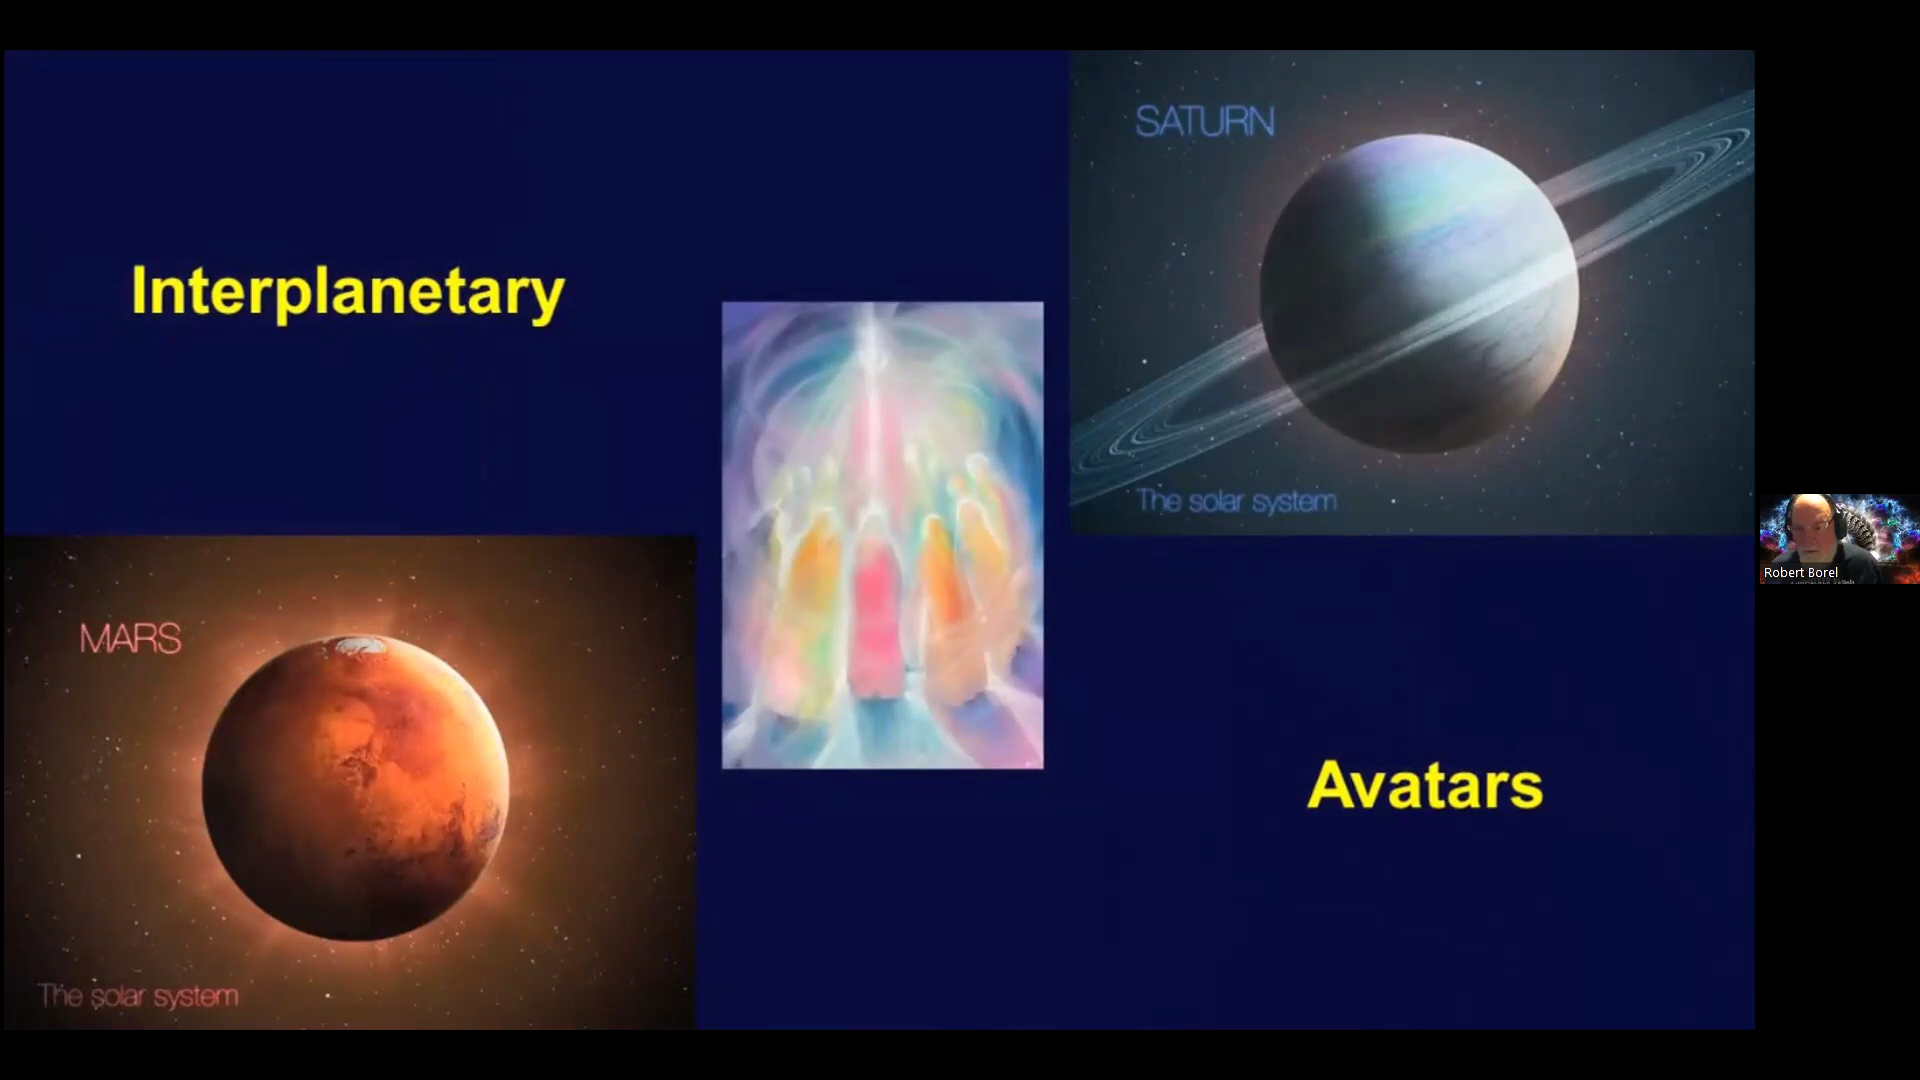 SATURN
Interplanetary
The solar system
Robert Borel
MARS
Avatars
The solar system